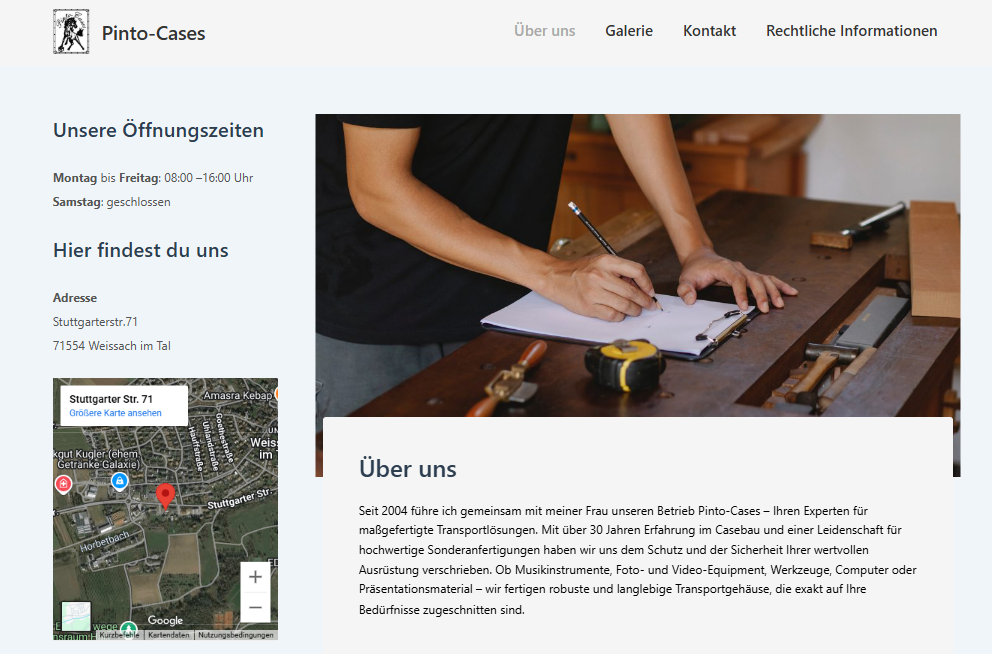 Pinto-Cases
Über uns
Galerie
Kontakt
Rechtliche Informationen
Unsere Öffnungszeiten
Montag bis Freitag: 08:00 –16:00 Uhr
Samstag: geschlossen
Hier findest du uns
Adresse
Stuttgarterstr.71
71554 Weissach im Tal
Stuttgarter Str. 71
Größere Karte ansehen
Amasra Kebap
Goethestraße
Uhlandstraße
Hauffstraße
Weiss
im T
kgut Kugler (ehem.
Getränke Galaxie)
Stuttgarter Str.
Horbetbach
Google
Kurzbefehle
Kartendaten
Nutzungsbedingungen
Über uns
Seit 2004 führe ich gemeinsam mit meiner Frau unseren Betrieb Pinto-Cases – Ihren Experten für
maßgefertigte Transportlösungen. Mit über 30 Jahren Erfahrung im Casebau und einer Leidenschaft für
hochwertige Sonderanfertigungen haben wir uns dem Schutz und der Sicherheit Ihrer wertvollen
Ausrüstung verschrieben. Ob Musikinstrumente, Foto- und Video-Equipment, Werkzeuge, Computer oder
Präsentationsmaterial – wir fertigen robuste und langlebige Transportgehäuse, die exakt auf Ihre
Bedürfnisse zugeschnitten sind.